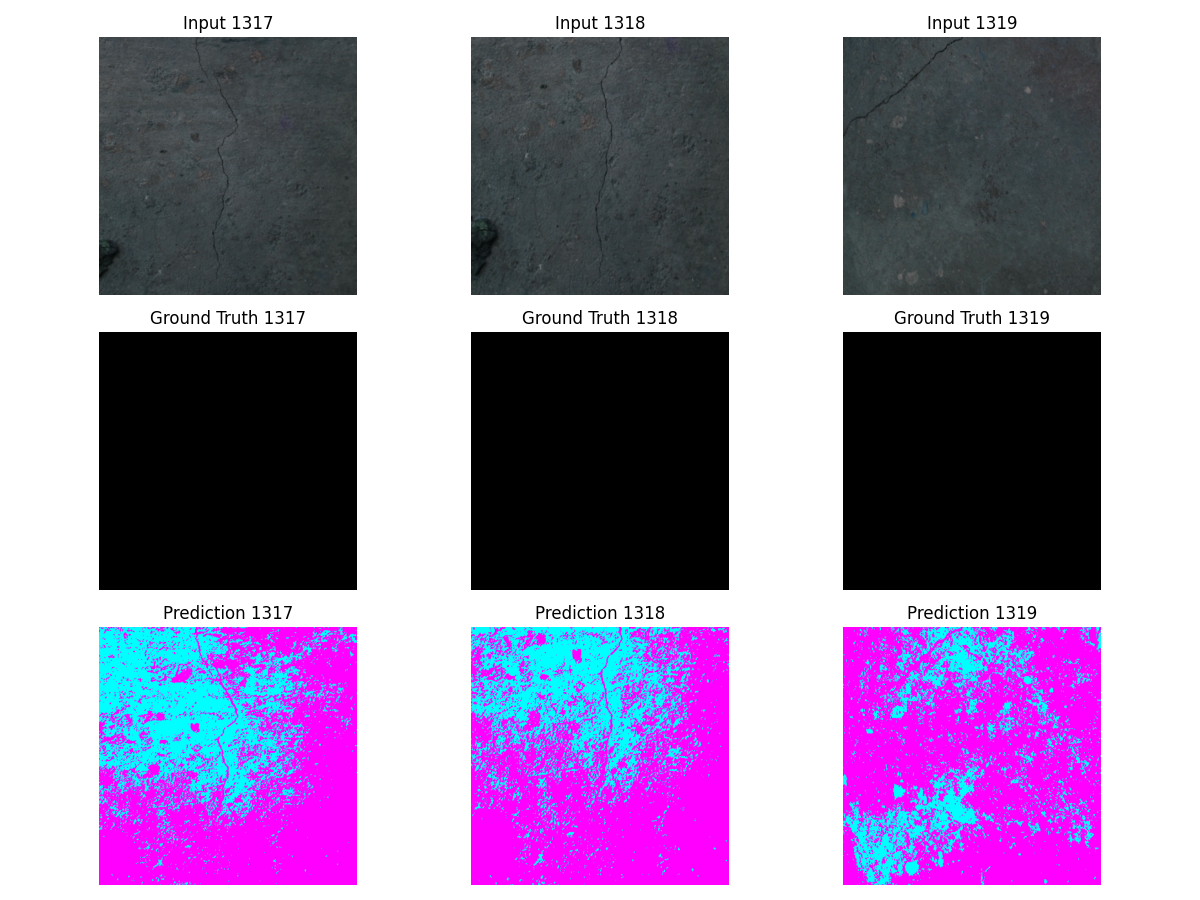 Input 1317
Input 1318
Input 1319
Ground Truth 1317
Ground Truth 1318
Ground Truth 1319
Prediction 1317
Prediction 1318
Prediction 1319